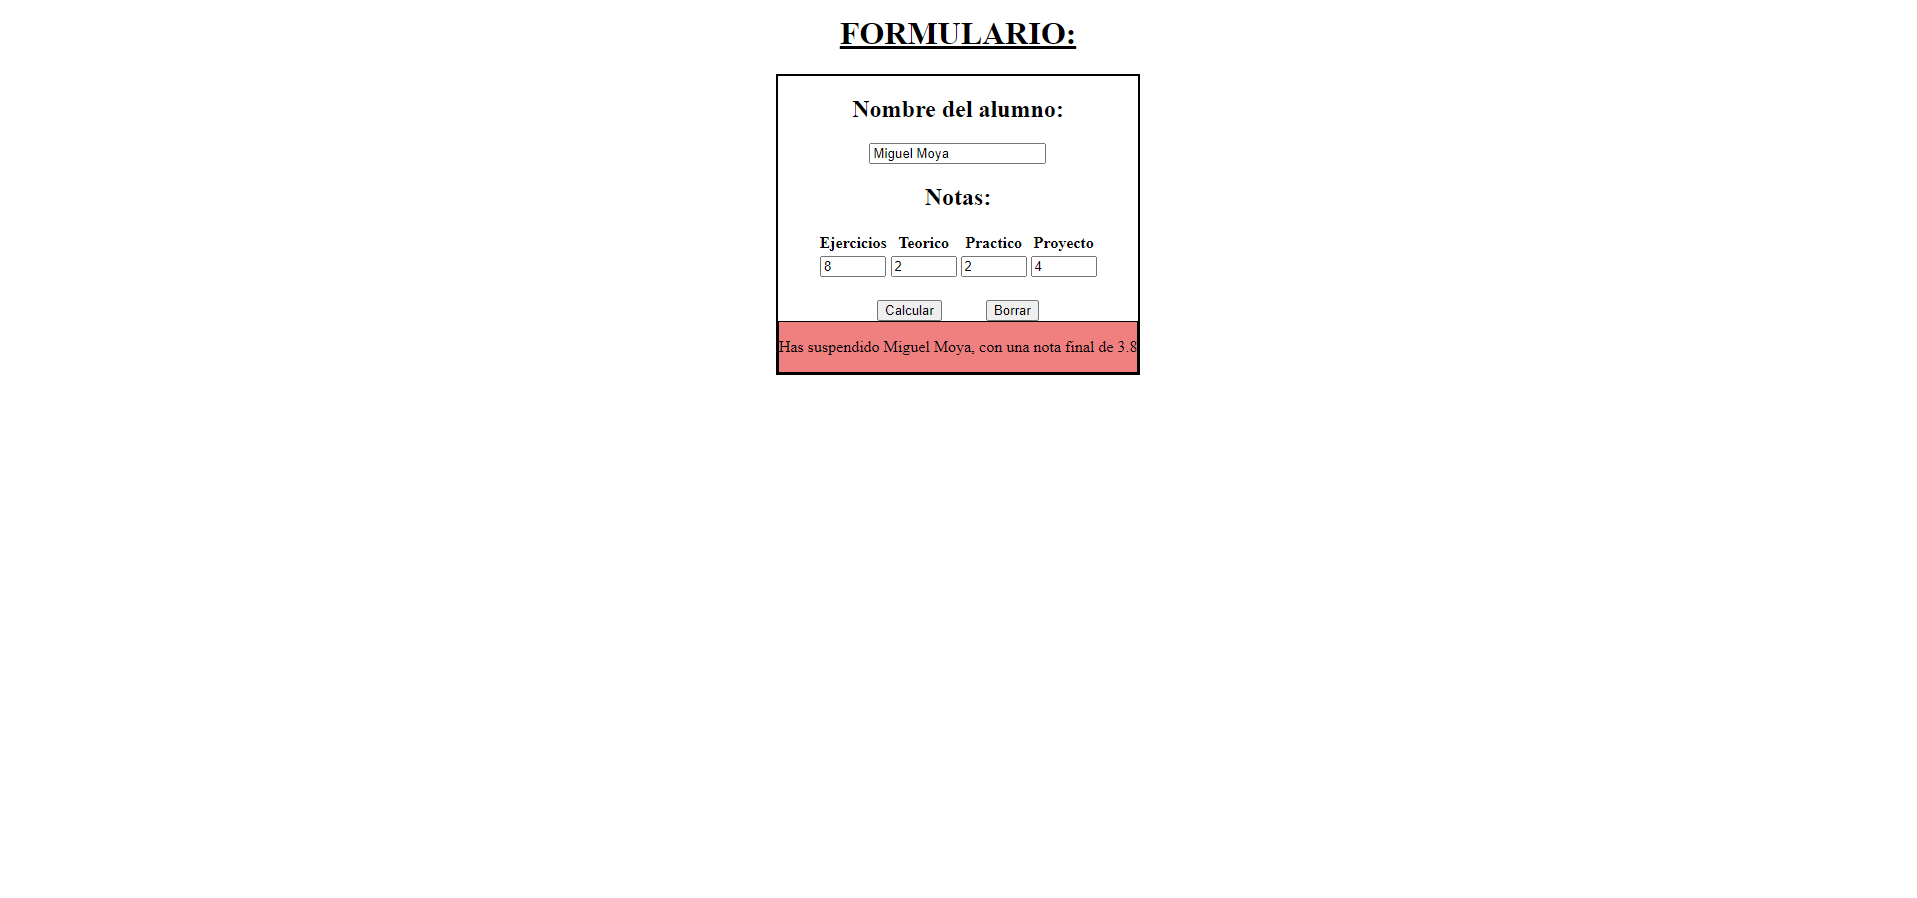 FORMULARIO:
Nombre del alumno:
Miguel Moya
Notas:
Ejercicios Teorico Practico Proyecto
8 2 2 4
Calcular Borrar
Has suspendido Miguel Moya, con una nota final de 3.8